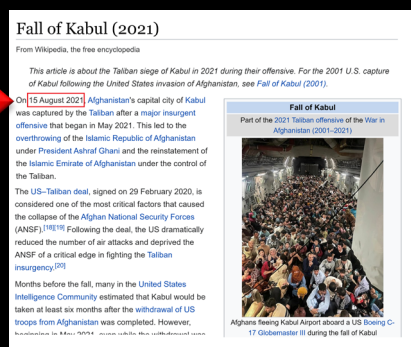 Fall of Kabul (2021)
From Wikipedia, the free encyclopedia
This article is about the Taliban siege of Kabul in 2021 during their offensive. For the 2001 U.S. capture
of Kabul following the United States invasion of Afghanistan, see Fall of Kabul (2001).
On 15 August 2021, Afghanistan's capital city of Kabul
was captured by the Taliban after a major insurgent
offensive that began in May 2021. This led to the
overthrowing of the Islamic Republic of Afghanistan
under President Ashraf Ghani and the reinstatement of
the Islamic Emirate of Afghanistan under the control of
the Taliban.
The US–Taliban deal, signed on 29 February 2020, is
considered one of the most critical factors that caused
the collapse of the Afghan National Security Forces
(ANSF).[18][19] Following the deal, the US dramatically
reduced the number of air attacks and deprived the
ANSF of a critical edge in fighting the Taliban
insurgency.[20]
Months before the fall, many in the United States
Intelligence Community estimated that Kabul would be
taken at least six months after the withdrawal of US
troops from Afghanistan was completed. However,
beginning in May 2021, even while the withdrawal was
Fall of Kabul
Part of the 2021 Taliban offensive of the War in
Afghanistan (2001–2021)
Afghans fleeing Kabul Airport aboard a US Boeing C-
17 Globemaster III during the fall of Kabul